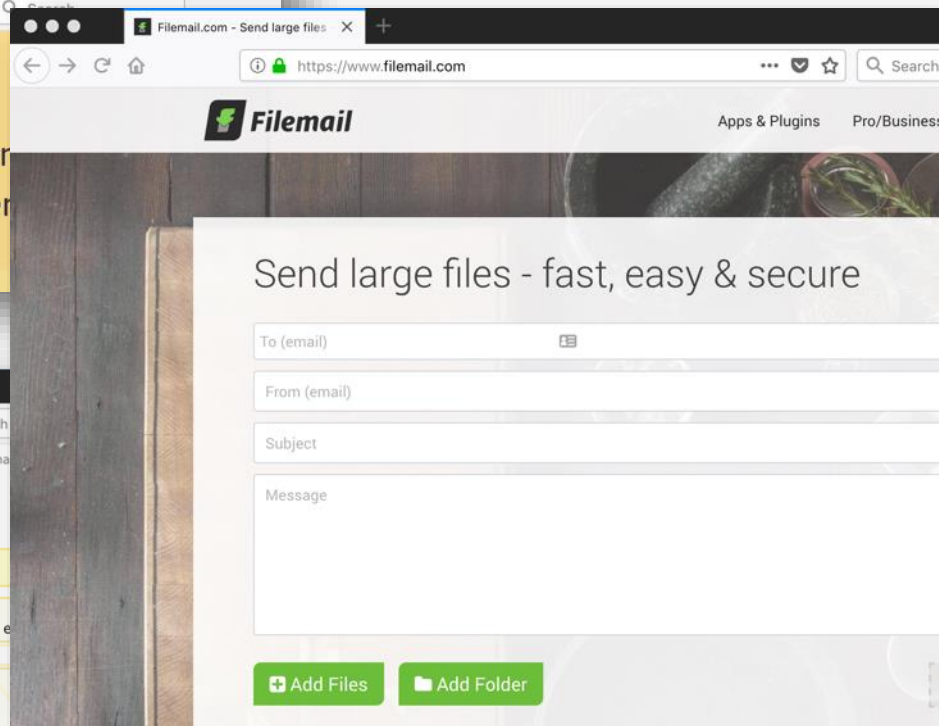 Search
Filemail.com - Send large files
https://www.filemail.com
Search
Filemail
Apps & Plugins Pro/Business
Send large files - fast, easy & secure
To (email)
From (email)
Subject
Message
Add Files Add Folder